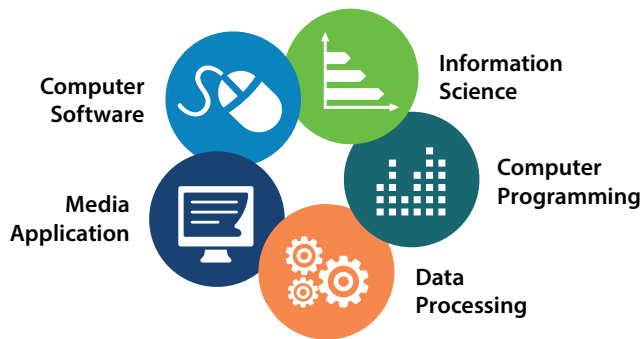 Computer
Software
Information
Science
Computer
Programming
Data
Processing
Media
Application